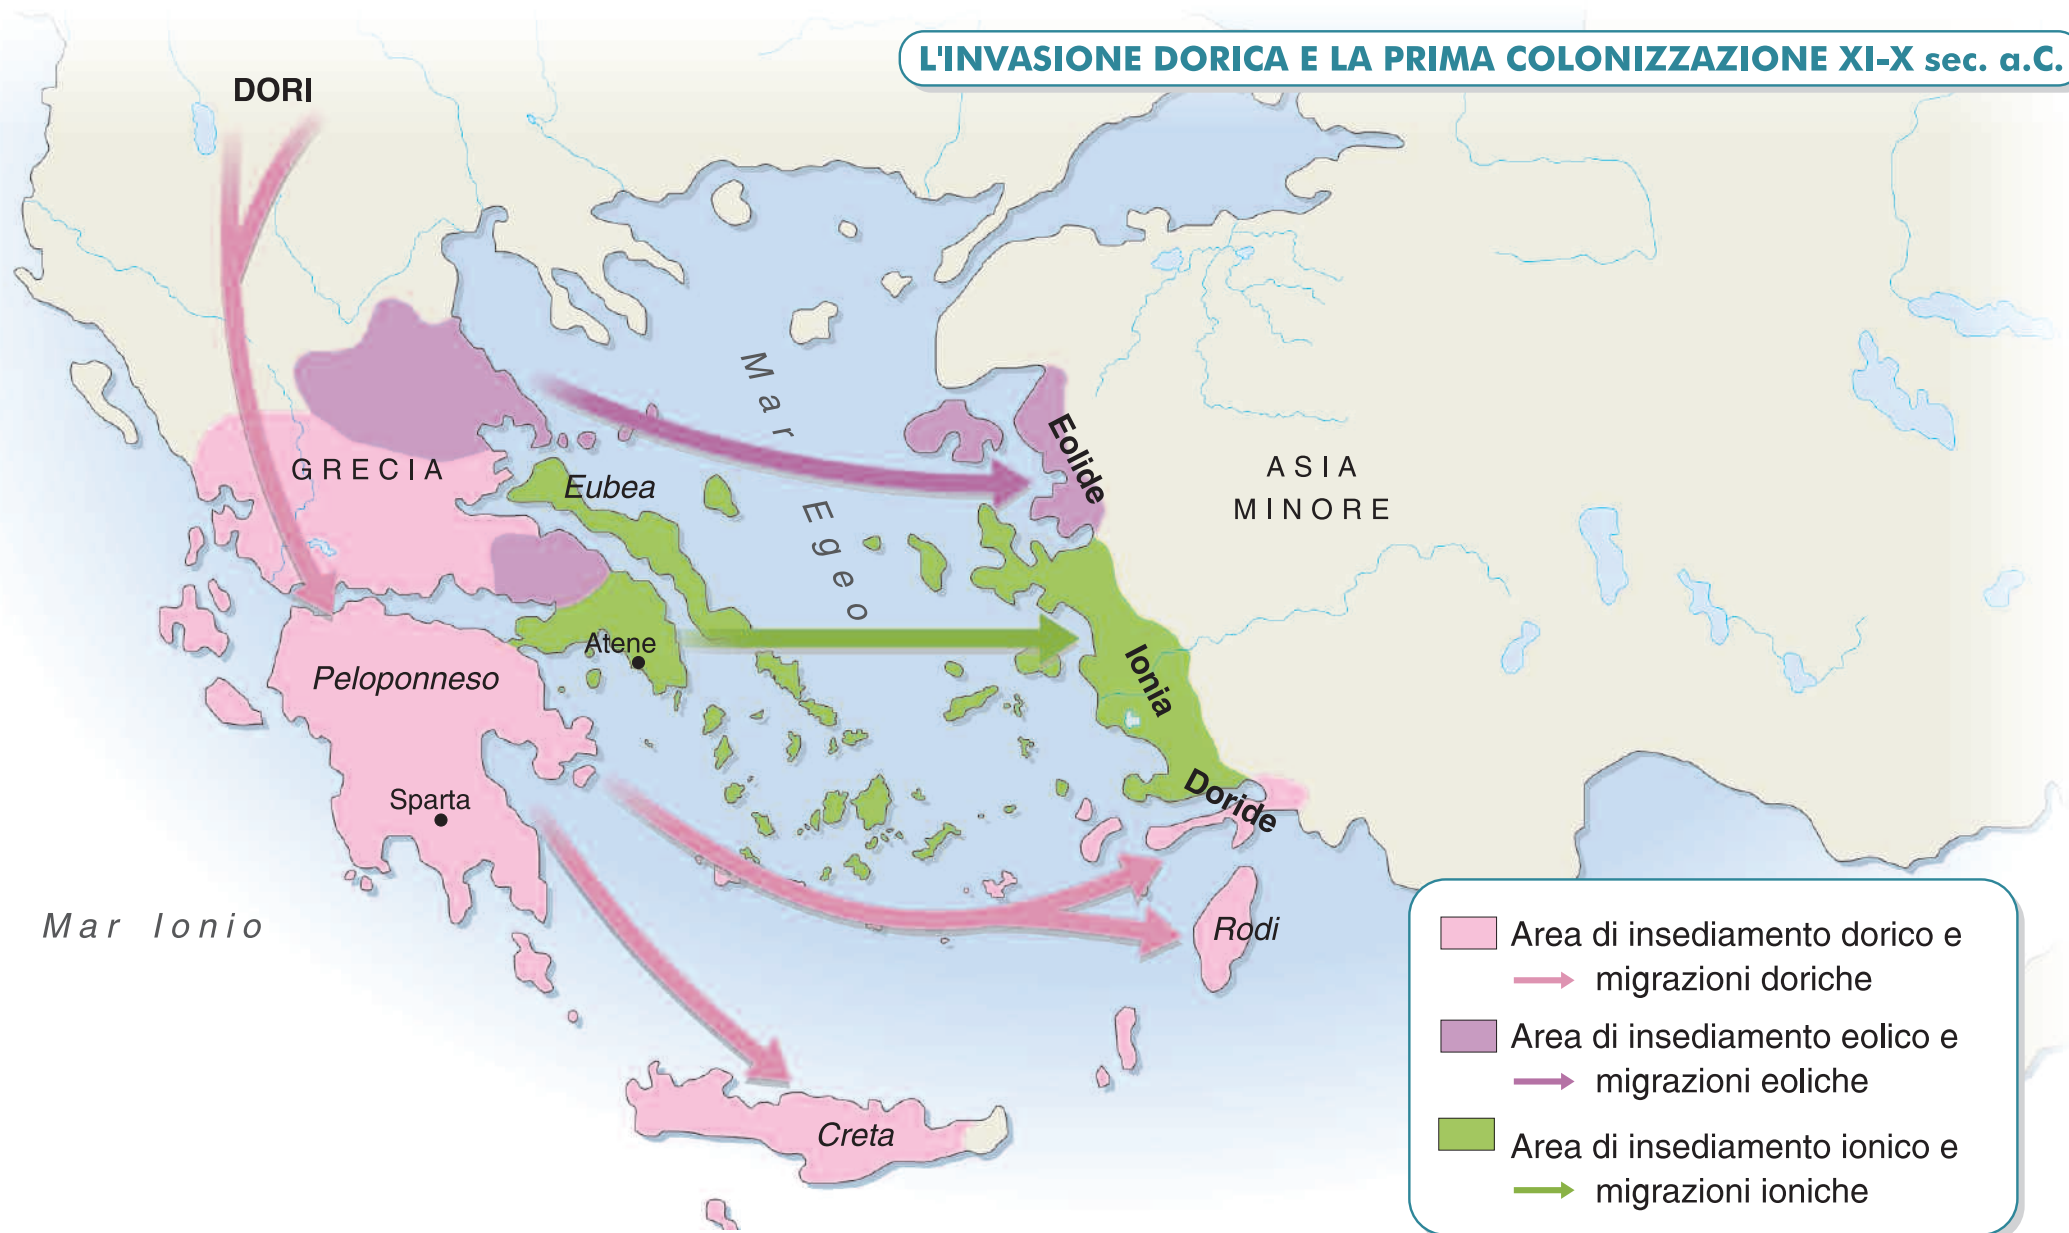 L'INVASIONE DORICA E LA PRIMA COLONIZZAZIONE XI-X sec. a.C.
DORI
Mar Egeo
Eolide
GRECIA
Eubea
ASIA
MINORE
Atene
Peloponneso
Ionia
Sparta
Doride
Mar Ionio
Rodi
Creta
Area di insediamento dorico e
migrazioni doriche
Area di insediamento eolico e
migrazioni eoliche
Area di insediamento ionico e
migrazioni ioniche